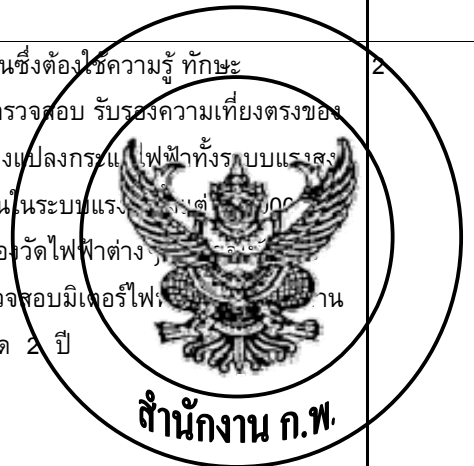 นซึ่งต้องใช้ความรู้ ทักษะ 2
ตรวจสอบ รับรองความเที่ยงตรงของ
งแปลงกระแสไฟฟ้าทั้งระบบแรงสูง
นในระบบแรง
องวัดไฟฟ้าต่าง ๆ
วจสอบมิเตอร์ไฟ
ด 2 ปี
สำนักงาน ก.พ.